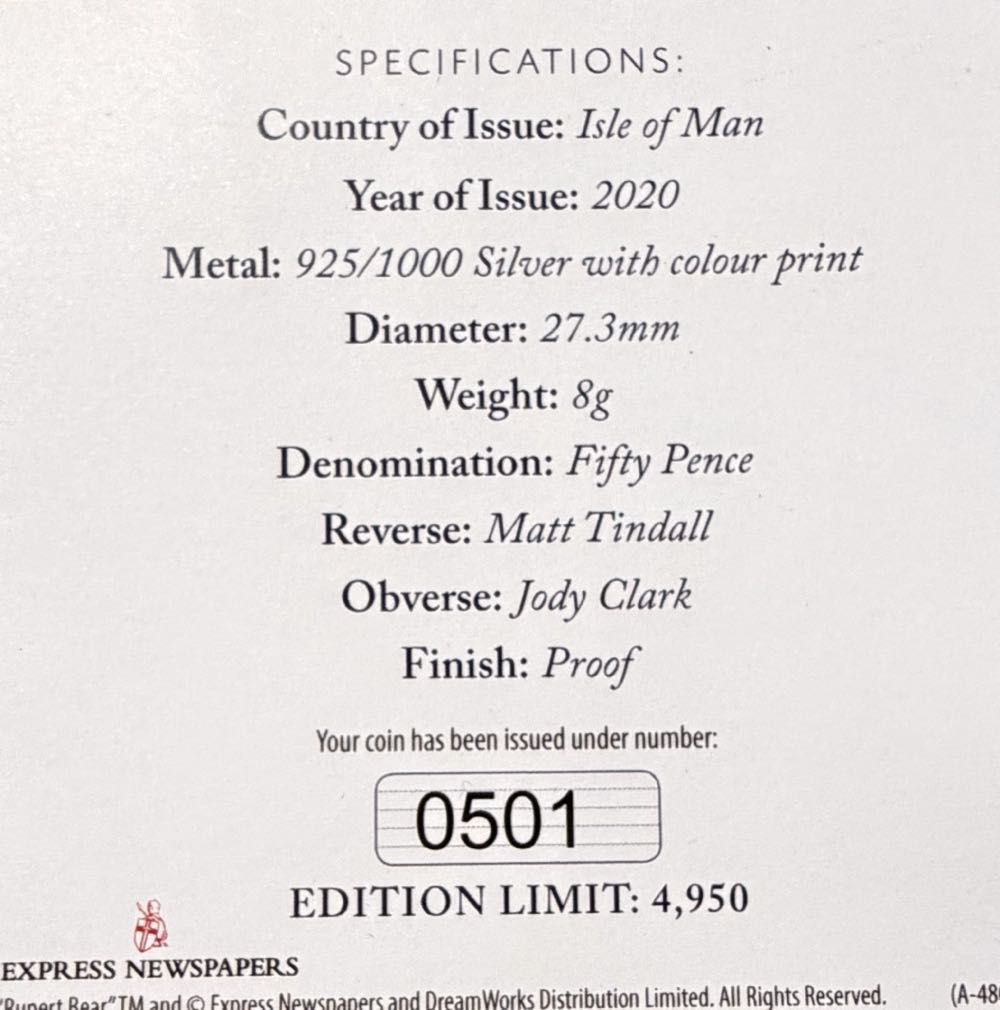 SPECIFICATIONS:
Country of Issue: Isle of Man
Year of Issue: 2020
Metal: 925/1000 Silver with colour print
Diameter: 27.3mm
Weight: 8g
Denomination: Fifty Pence
Reverse: Matt Tindall
Obverse: Jody Clark
Finish: Proof
Your coin has been issued under number:
0501
EDITION LIMIT: 4,950
EXPRESS NEWSPAPERS
"Rupert Bear"TM and © Express Newspapers and DreamWorks Distribution Limited. All Rights Reserved. (A-48